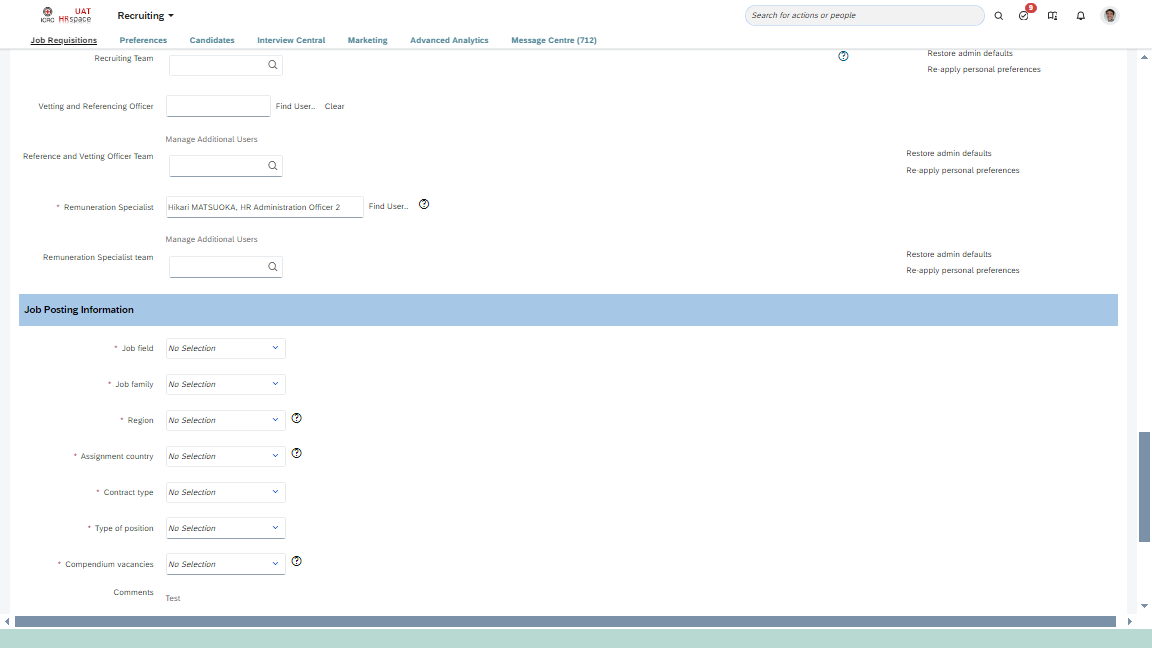 ICRC
UAT
HRspace
Recruiting
Search for actions or people
9
Job Requisitions
Preferences
Candidates
Interview Central
Marketing
Advanced Analytics
Message Centre (712)
Recruiting Team
Restore admin defaults
Re-apply personal preferences
Vetting and Referencing Officer
Find User..
Clear
Manage Additional Users
Reference and Vetting Officer Team
Restore admin defaults
Re-apply personal preferences
* Remuneration Specialist
Hikari MATSUOKA, HR Administration Officer 2
Find User..
Manage Additional Users
Remuneration Specialist team
Restore admin defaults
Re-apply personal preferences
Job Posting Information
* Job field No Selection
* Job family No Selection
* Region No Selection
* Assignment country No Selection
* Contract type No Selection
* Type of position No Selection
* Compendium vacancies No Selection
Comments
Test